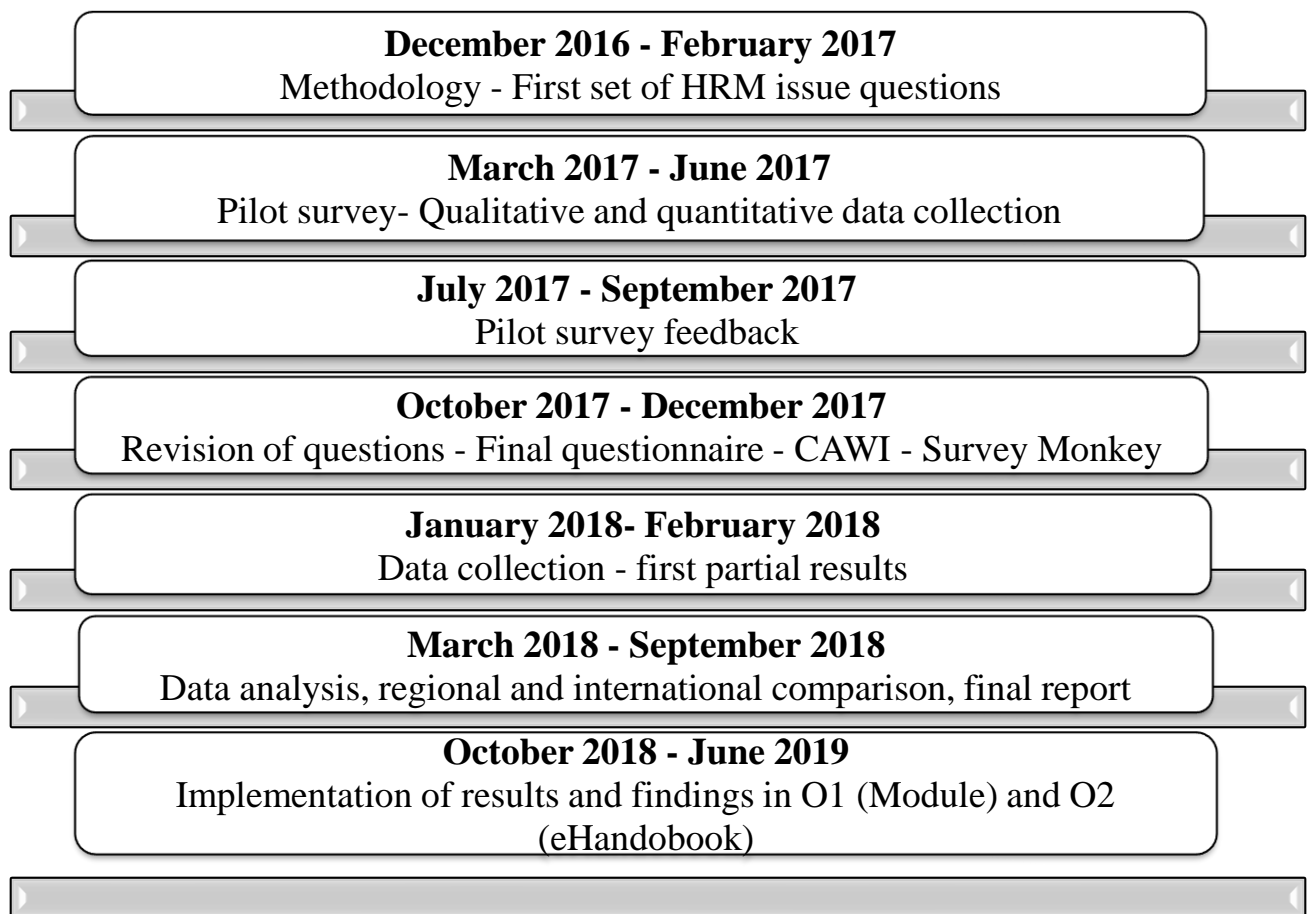 December 2016 - February 2017
Methodology - First set of HRM issue questions
March 2017 - June 2017
Pilot survey- Qualitative and quantitative data collection
July 2017 - September 2017
Pilot survey feedback
October 2017 - December 2017
Revision of questions - Final questionnaire - CAWI - Survey Monkey
January 2018- February 2018
Data collection - first partial results
March 2018 - September 2018
Data analysis, regional and international comparison, final report
October 2018 - June 2019
Implementation of results and findings in O1 (Module) and O2
(eHandobook)